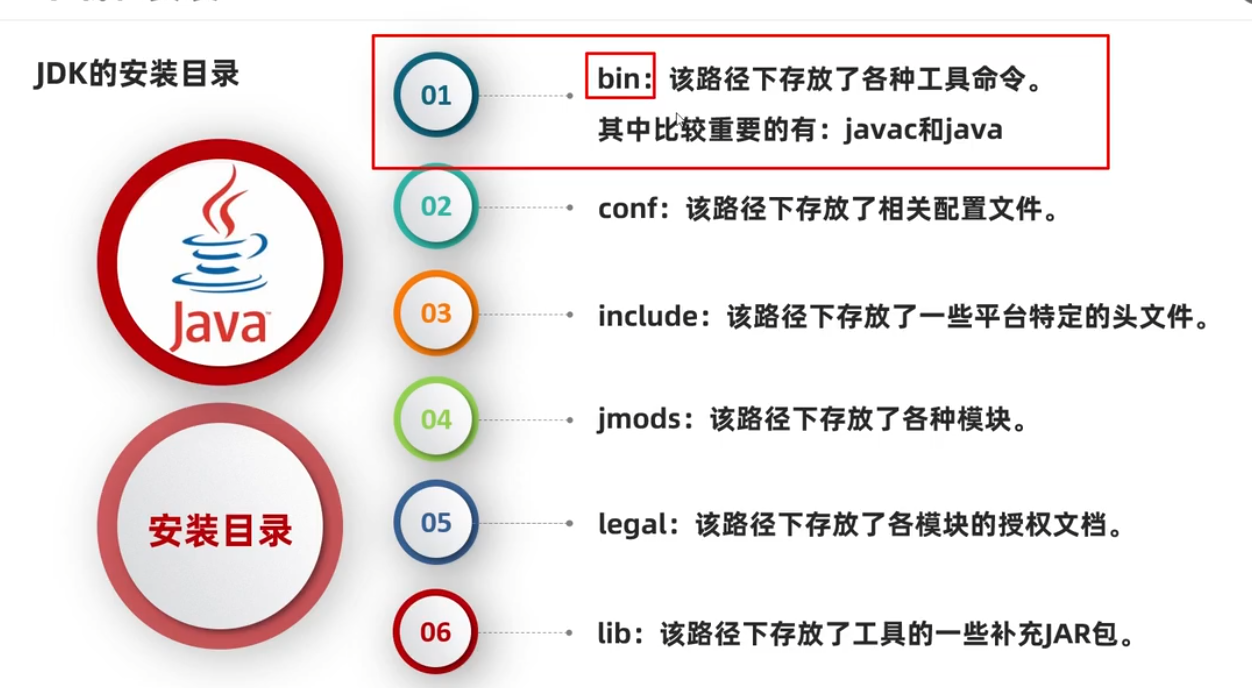 JDK的安装目录
01
bin：该路径下存放了各种工具命令。
其中比较重要的有：javac和java
02
conf：该路径下存放了相关配置文件。
Java™
03
include：该路径下存放了一些平台特定的头文件。
04
jmods：该路径下存放了各种模块。
安装目录
05
legal：该路径下存放了各模块的授权文档。
06
lib：该路径下存放了工具的一些补充JAR包。